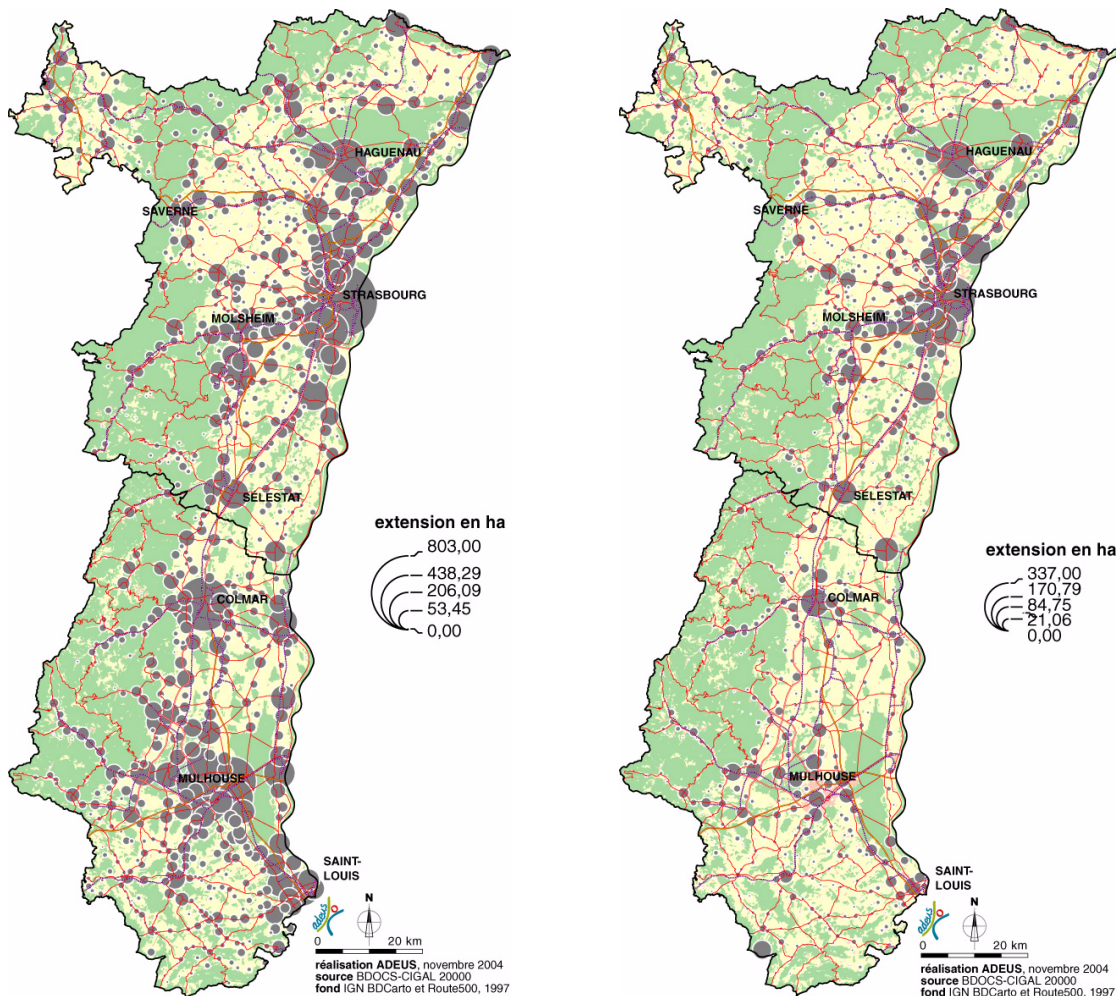 HAGUENAU
SAVERNE
STRASBOURG
MOLSHEIM
SÉLESTAT
extension en ha
803,00
438,29
206,09
53,45
0,00
COLMAR
MULHOUSE
SAINT-
LOUIS
adeus
N
0 20 km
réalisation ADEUS, novembre 2004
source BDOCS-CIGAL 20000
fond IGN BDCarto et Route500, 1997
HAGUENAU
SAVERNE
STRASBOURG
MOLSHEIM
SÉLESTAT
extension en ha
337,00
170,79
84,75
21,06
0,00
COLMAR
MULHOUSE
SAINT-
LOUIS
adeus
N
0 20 km
réalisation ADEUS, novembre 2004
source BDOCS-CIGAL 20000
fond IGN BDCarto et Route500, 1997